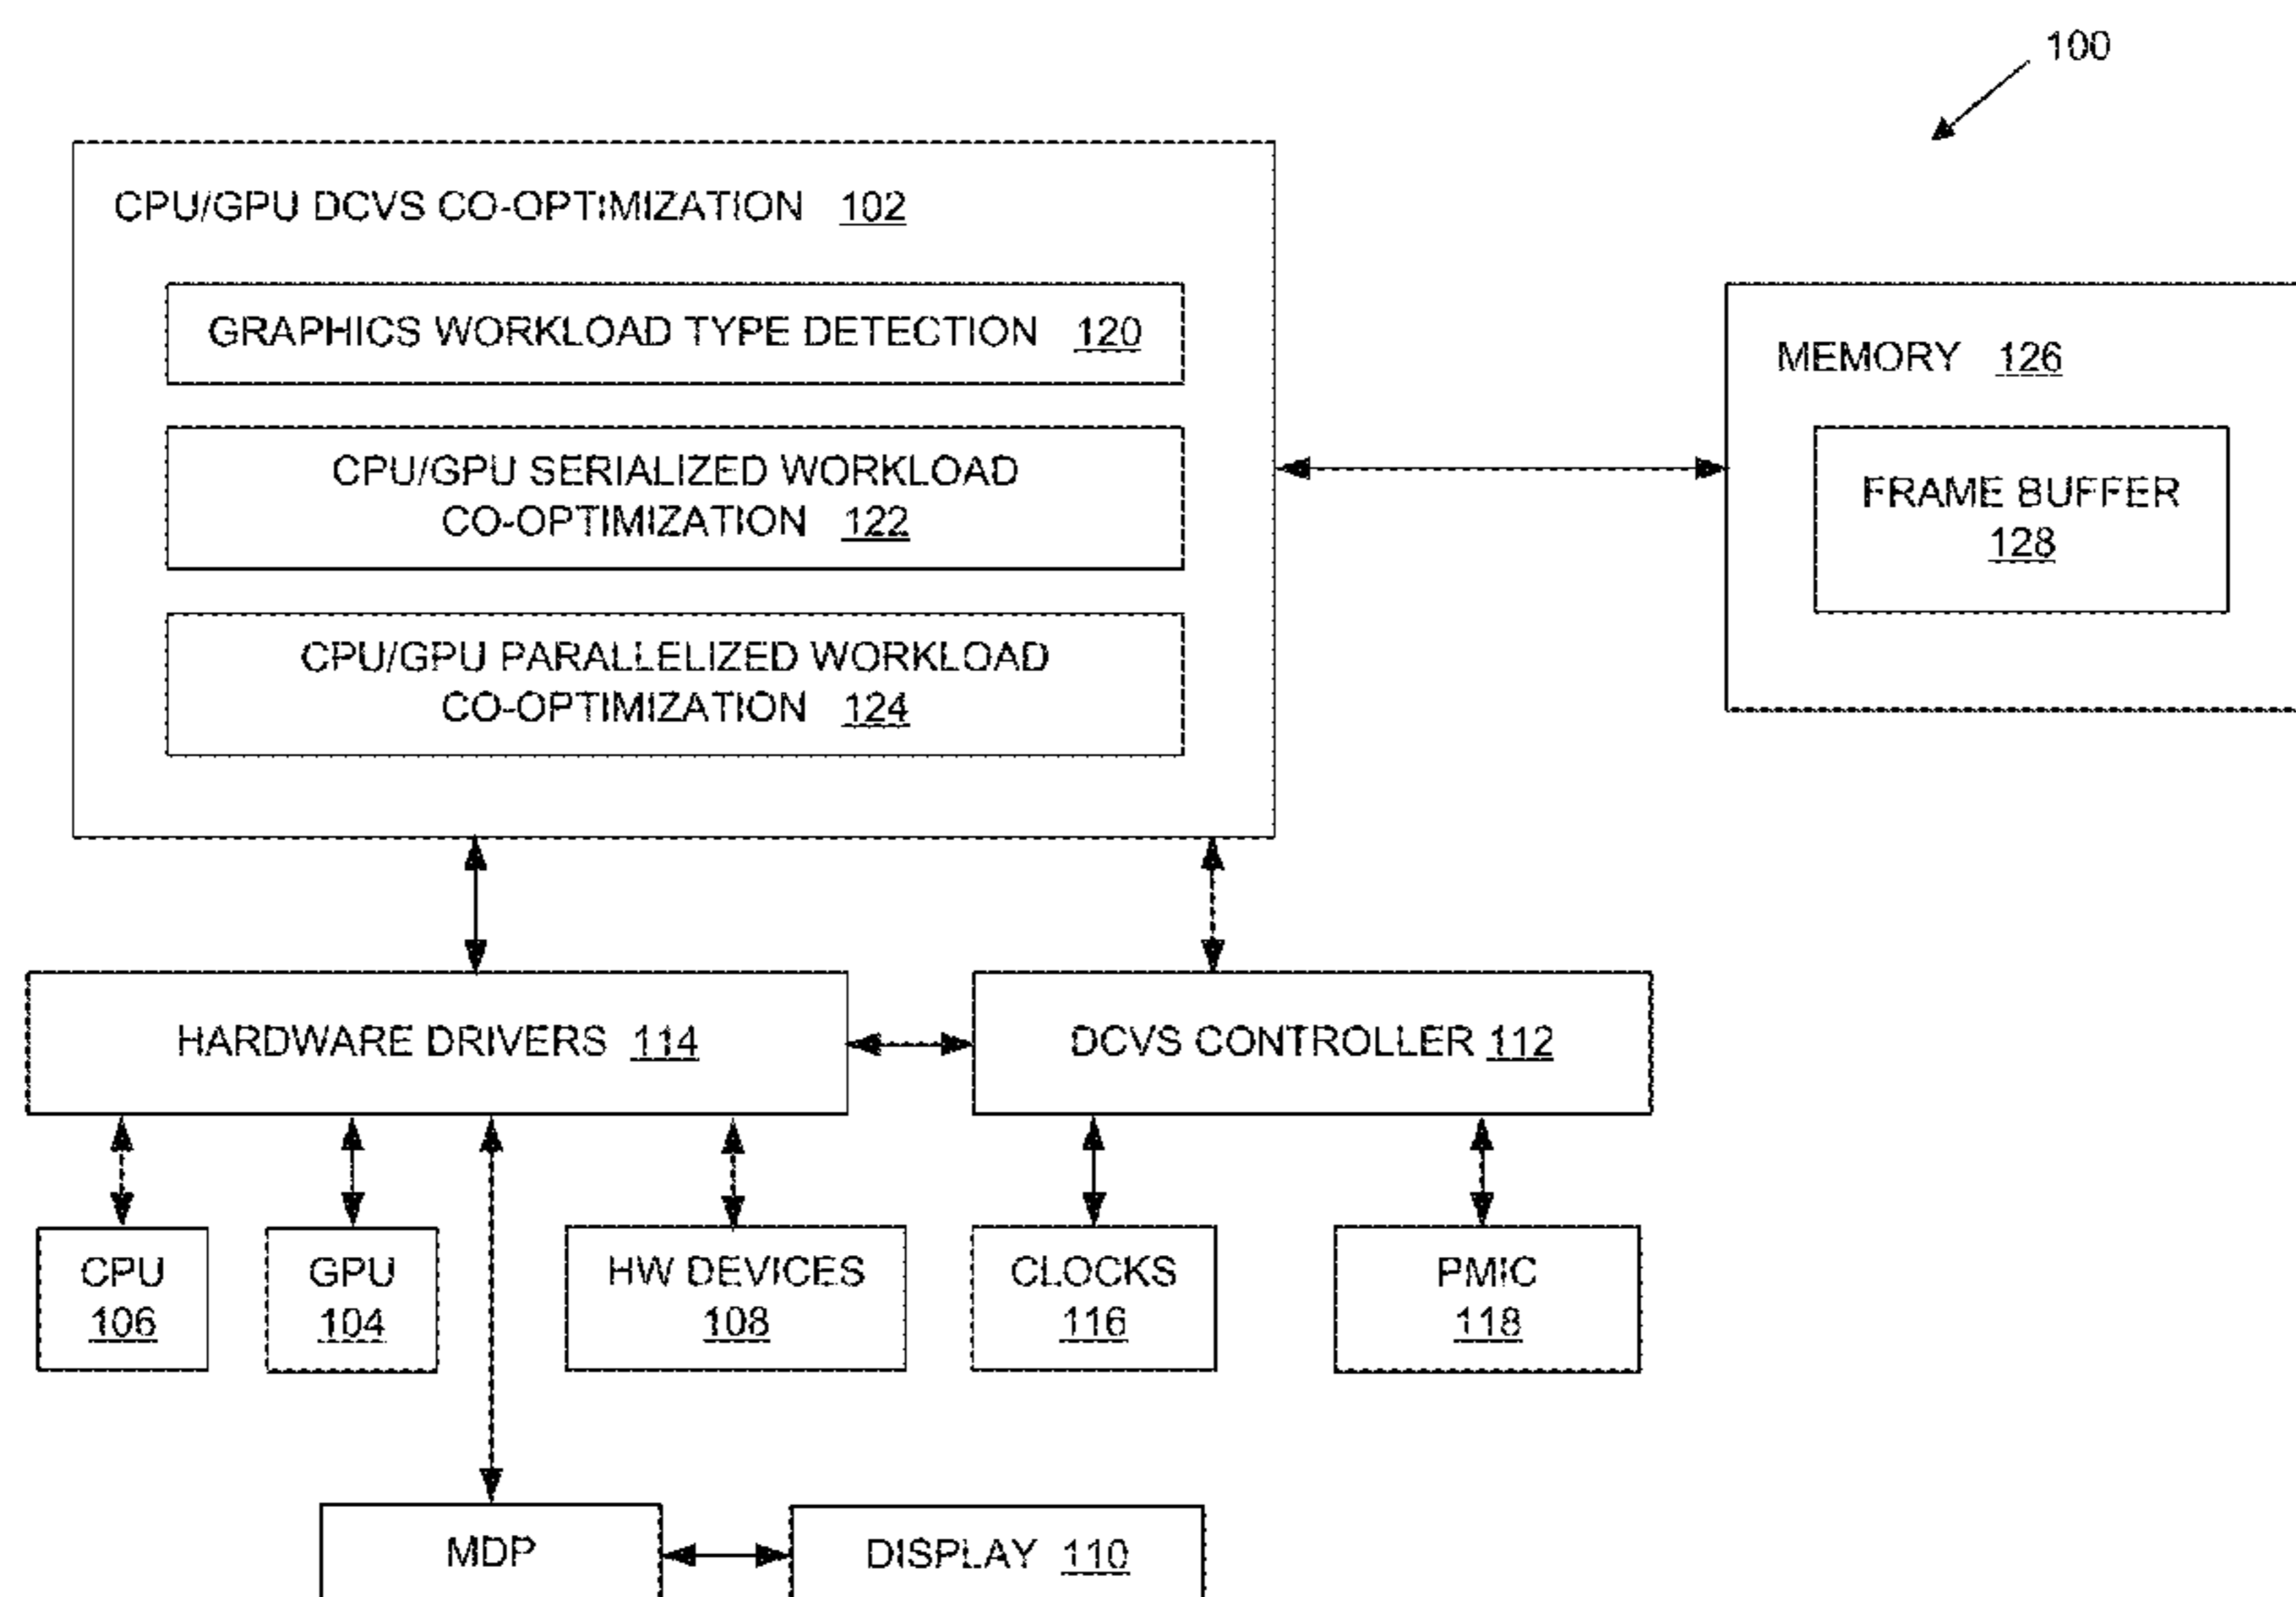 100
CPU/GPU DCVS CO-OPTIMIZATION 102
GRAPHICS WORKLOAD TYPE DETECTION 120
CPU/GPU SERIALIZED WORKLOAD
CO-OPTIMIZATION 122
CPU/GPU PARALLELIZED WORKLOAD
CO-OPTIMIZATION 124
MEMORY 126
FRAME BUFFER
128
HARDWARE DRIVERS 114
DCVS CONTROLLER 112
CPU
106
GPU
104
HW DEVICES
108
CLOCKS
116
PMIC
118
MDP
DISPLAY 110